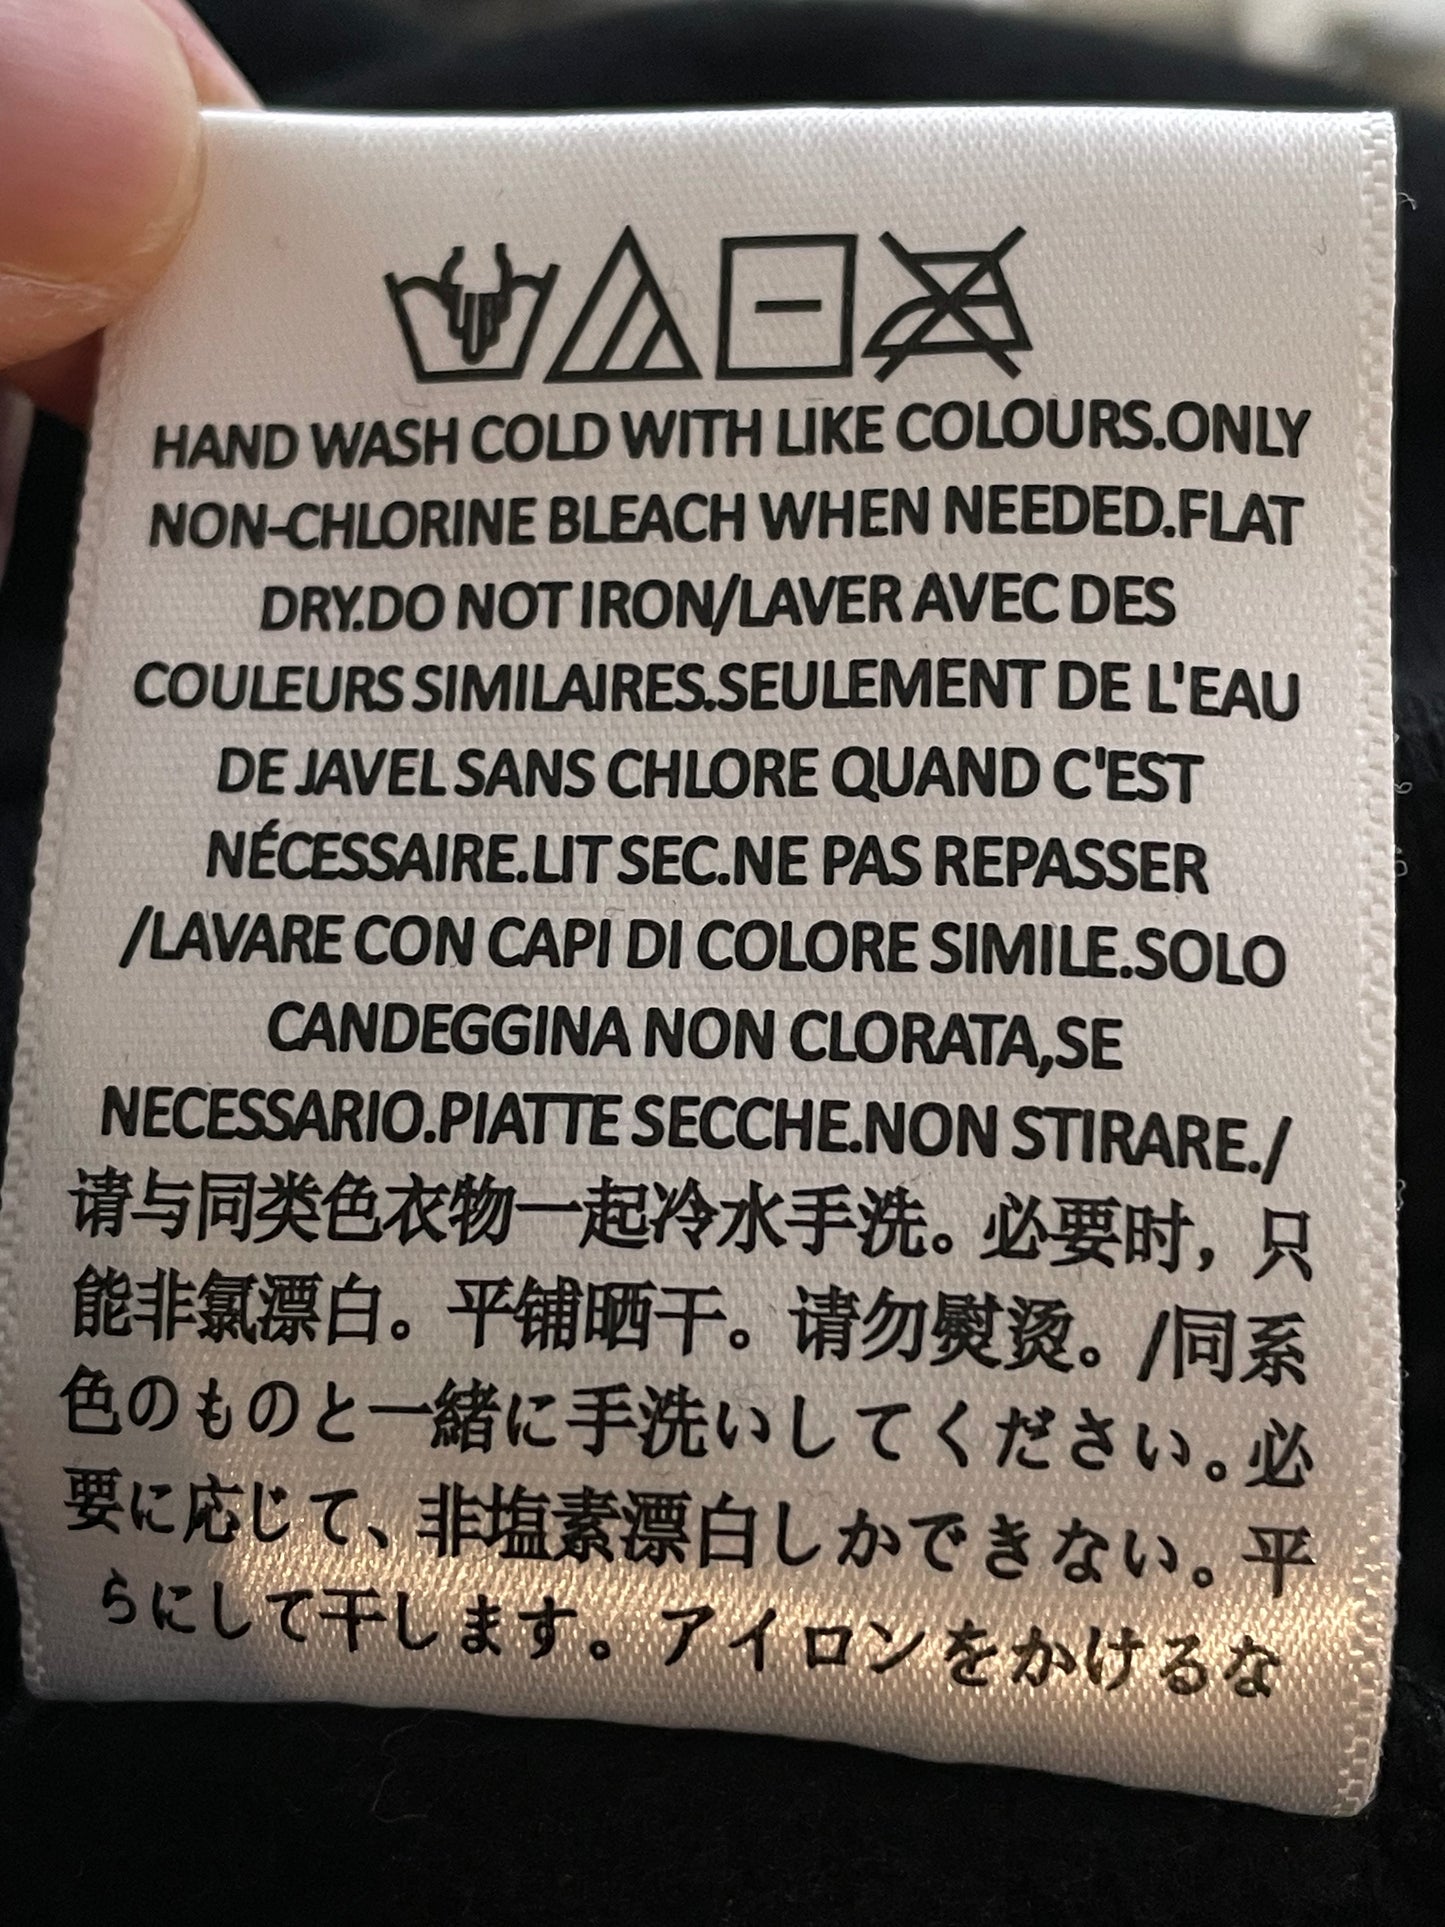 HAND WASH COLD WITH LIKE COLOURS.ONLY
NON-CHLORINE BLEACH WHEN NEEDED.FLAT
DRY.DO NOT IRON/LAVER AVEC DES
COULEURS SIMILAIRES.SEULEMENT DE L'EAU
DE JAVEL SANS CHLORE QUAND C'EST
NÉCESSAIRE.LIT SEC.NE PAS REPASSER
/LAVARE CON CAPI DI COLORE SIMILE.SOLO
CANDEGGINA NON CLORATA,SE
NECESSARIO.PIATTE SECCHE.NON STIRARE./
请与同类色衣物一起冷水手洗。必要时，只
能非氯漂白。平铺晒干。请勿熨烫。/同系
色のものと一緒に手洗いしてください。必
要に応じて、非塩素漂白しかできない。平
らにして干します。アイロンをかけるな